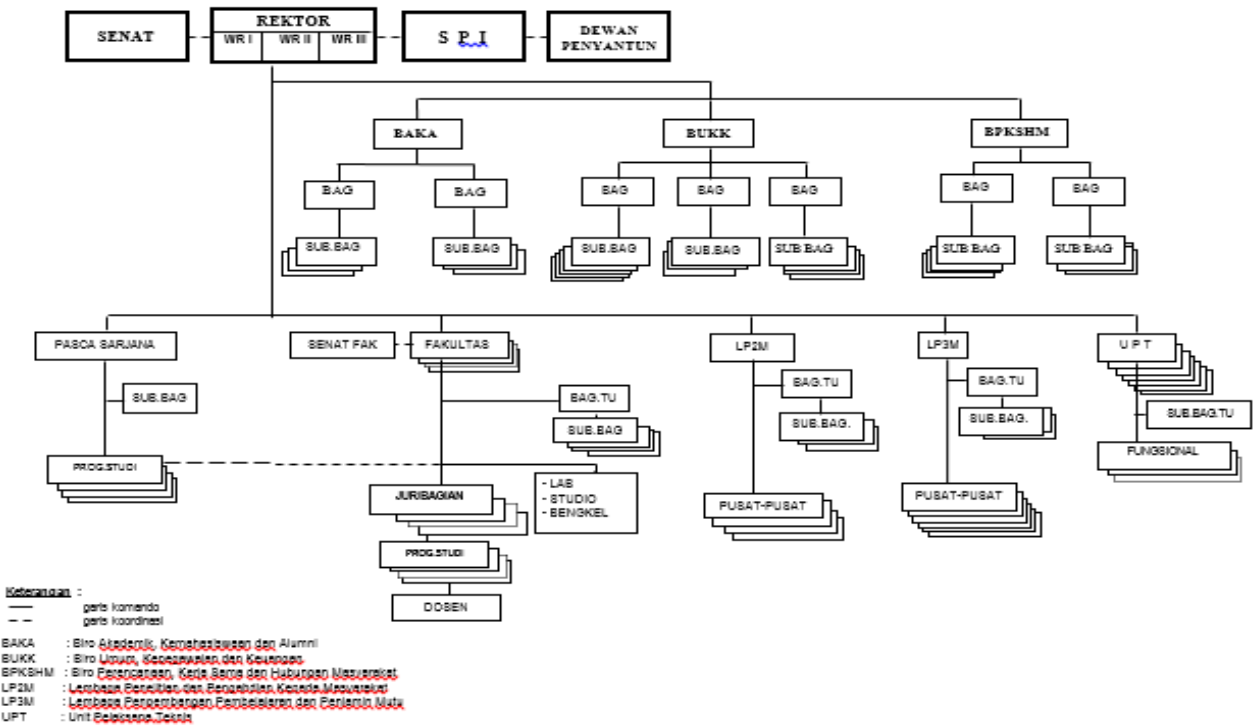 SENAT
REKTOR
WR I WR II WR III
S P I
DEWAN
PENYANTUN
BAKA
BUKK
BPKSHM
BAG
BAG
BAG
BAG
BAG
BAG
BAG
SUB.BAG
SUB.BAG
SUB.BAG
SUB.BAG
SUB BAG
SUB BAG
SUB BAG
PASCA SARJANA
SENAT FAK
FAKULTAS
LP2M
LP3M
U P T
SUB.BAG
BAG.TU
BAG.TU
BAG.TU
SUB.BAG
SUB.BAG.
SUB.BAG.
SUB.BAG.TU
PROG.STUDI
FUNGSIONAL
- LAB
- STUDIO
- BENGKEL
JURIBAGIAN
PUSAT-PUSAT
PUSAT-PUSAT
PROG.STUDI
DOSEN
Keterangan :
garis komando
garis koordinasi
BAKA : Biro Akademik, Kemahasiswaan dan Alumni
BUKK : Biro Umum, Kepegawaian dan Keuangan
BPKSHM : Biro Perencanaan, Kerja Sama dan Hubungan Masyarakat
LP2M : Lembaga Penelitian dan Pengabdian Kepada Masyarakat
LP3M : Lembaga Pengembangan Pembelajaran dan Penjamin Mutu
UPT : Unit Pelaksana Teknis